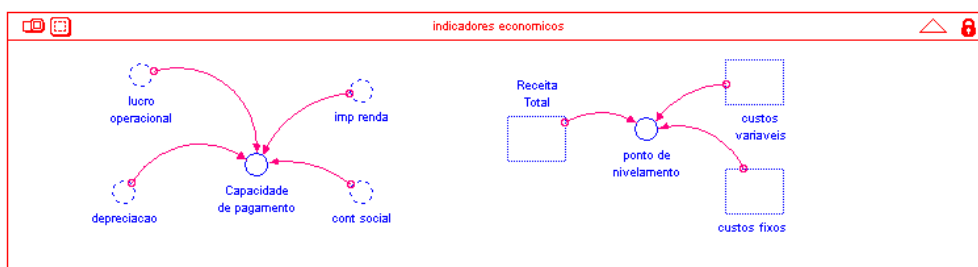 indicadores economicos
lucro
operacional
imp renda
depreciacao
Capacidade
de pagamento
cont social
Receita
Total
custos
variaveis
ponto de
nivelamento
custos fixos